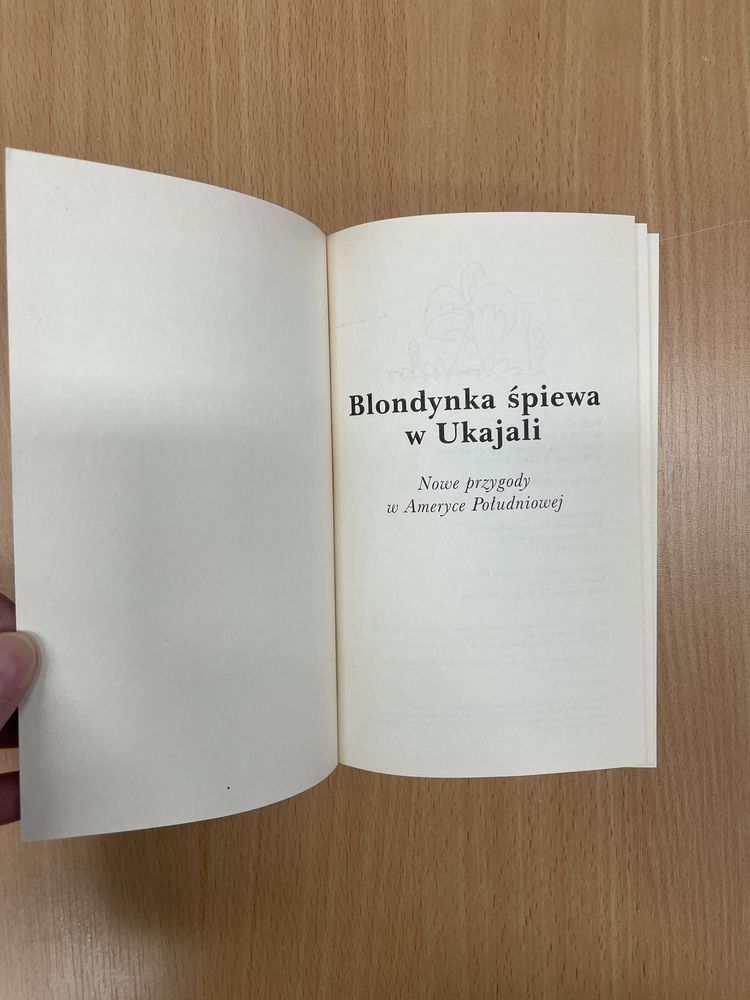 Blondynka śpiewa
w Ukajali
Nowe przygody
w Ameryce Południowej